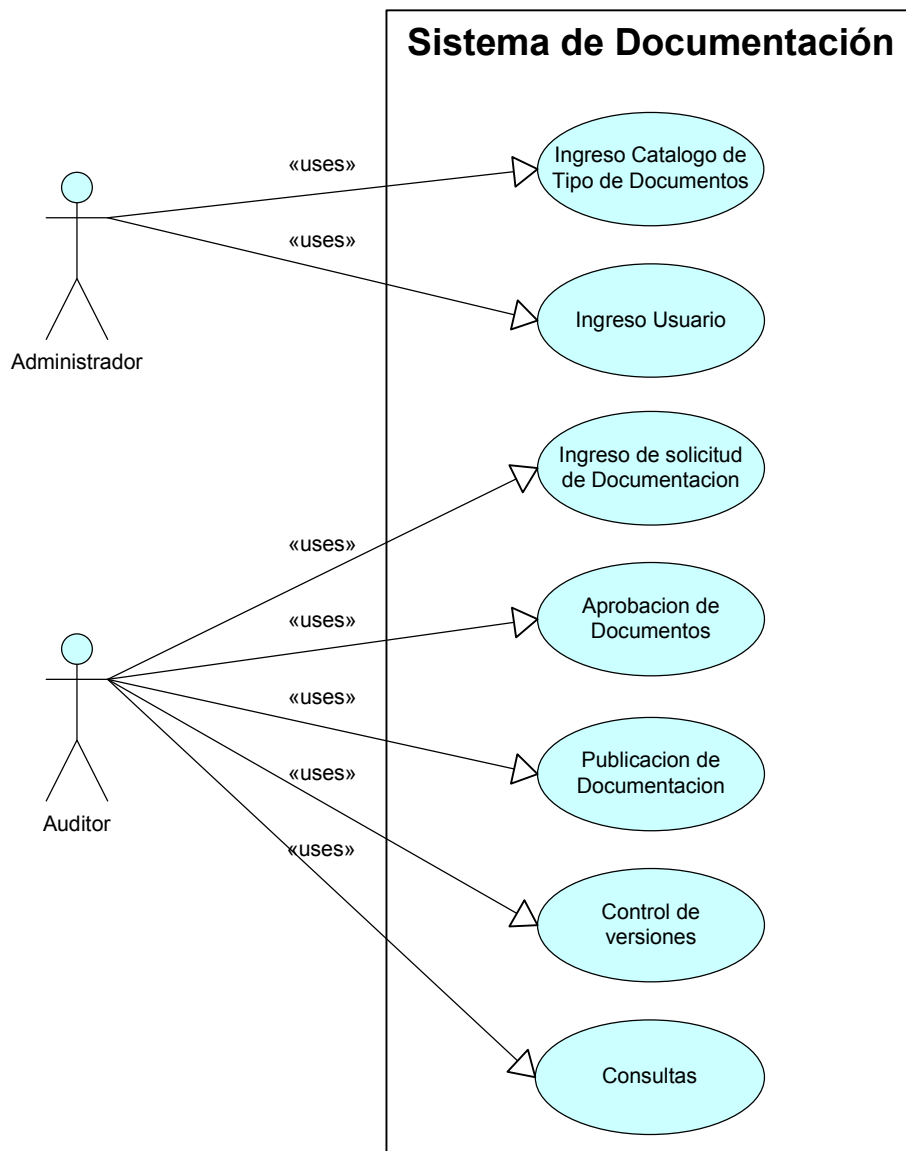 Sistema de Documentación
«uses»
Ingreso Catalogo de
Tipo de Documentos
«uses»
Ingreso Usuario
Administrador
Ingreso de solicitud
de Documentacion
«uses»
Aprobacion de
Documentos
«uses»
«uses»
Publicacion de
Documentacion
«uses»
Auditor
«uses»
Control de
versiones
Consultas